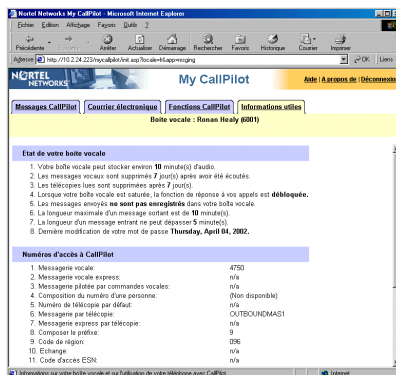 Nortel Networks My CallPilot - Microsoft Internet Explorer
Fichier Edition Affichage Favoris Outils ?
Précédente Suivante Arrêter Actualiser Démarrage Rechercher Favoris Historique Courrier Imprimer
Adresse http://10.2.24.223/mycallpilot/init.asp?locale=fr&app=msging OK Liens
NORTEL NETWORKS My CallPilot Aide | A propos de | Déconnexio
Messages CallPilot Courrier électronique Fonctions CallPilot Informations utiles
Boîte vocale : Ronan Healy (6001)
Etat de votre boîte vocale
1. Votre boîte peut stocker environ 10 minute(s) d'audio.
2. Les messages vocaux sont supprimés 7 jour(s) après avoir été écoutés.
3. Les télécopies lues sont supprimées après 7 jour(s).
4. Lorsque votre boîte vocale est saturée, la fonction de réponse à vos appels est débloquée.
5. Les messages envoyés ne sont pas enregistrés dans votre boîte vocale.
6. La longueur maximale d'un message sortant est de 10 minute(s).
7. La longueur d'un message entrant ne peut dépasser 5 minute(s).
8. Dernière modification de votre mot de passe Thursday, April 04, 2002.
Numéros d'accès à CallPilot
1. Messagerie vocale: 4750
2. Messagerie vocale express: n/a
3. Messagerie pilotée par commandes vocales: n/a
4. Composition du numéro d'une personne: (Non disponible)
5. Numéro de télécopie par défaut: n/a
6. Messagerie par télécopie: OUTBOUNDMAS1
7. Messagerie express par télécopie: n/a
8. Composer le préfixe: 9
9. Code de région: 096
10. Echange: n/a
11. Code d'accès ESN: n/a
Informations sur votre boîte vocale et sur l'utilisation de votre téléphone avec CallPilot. Internet